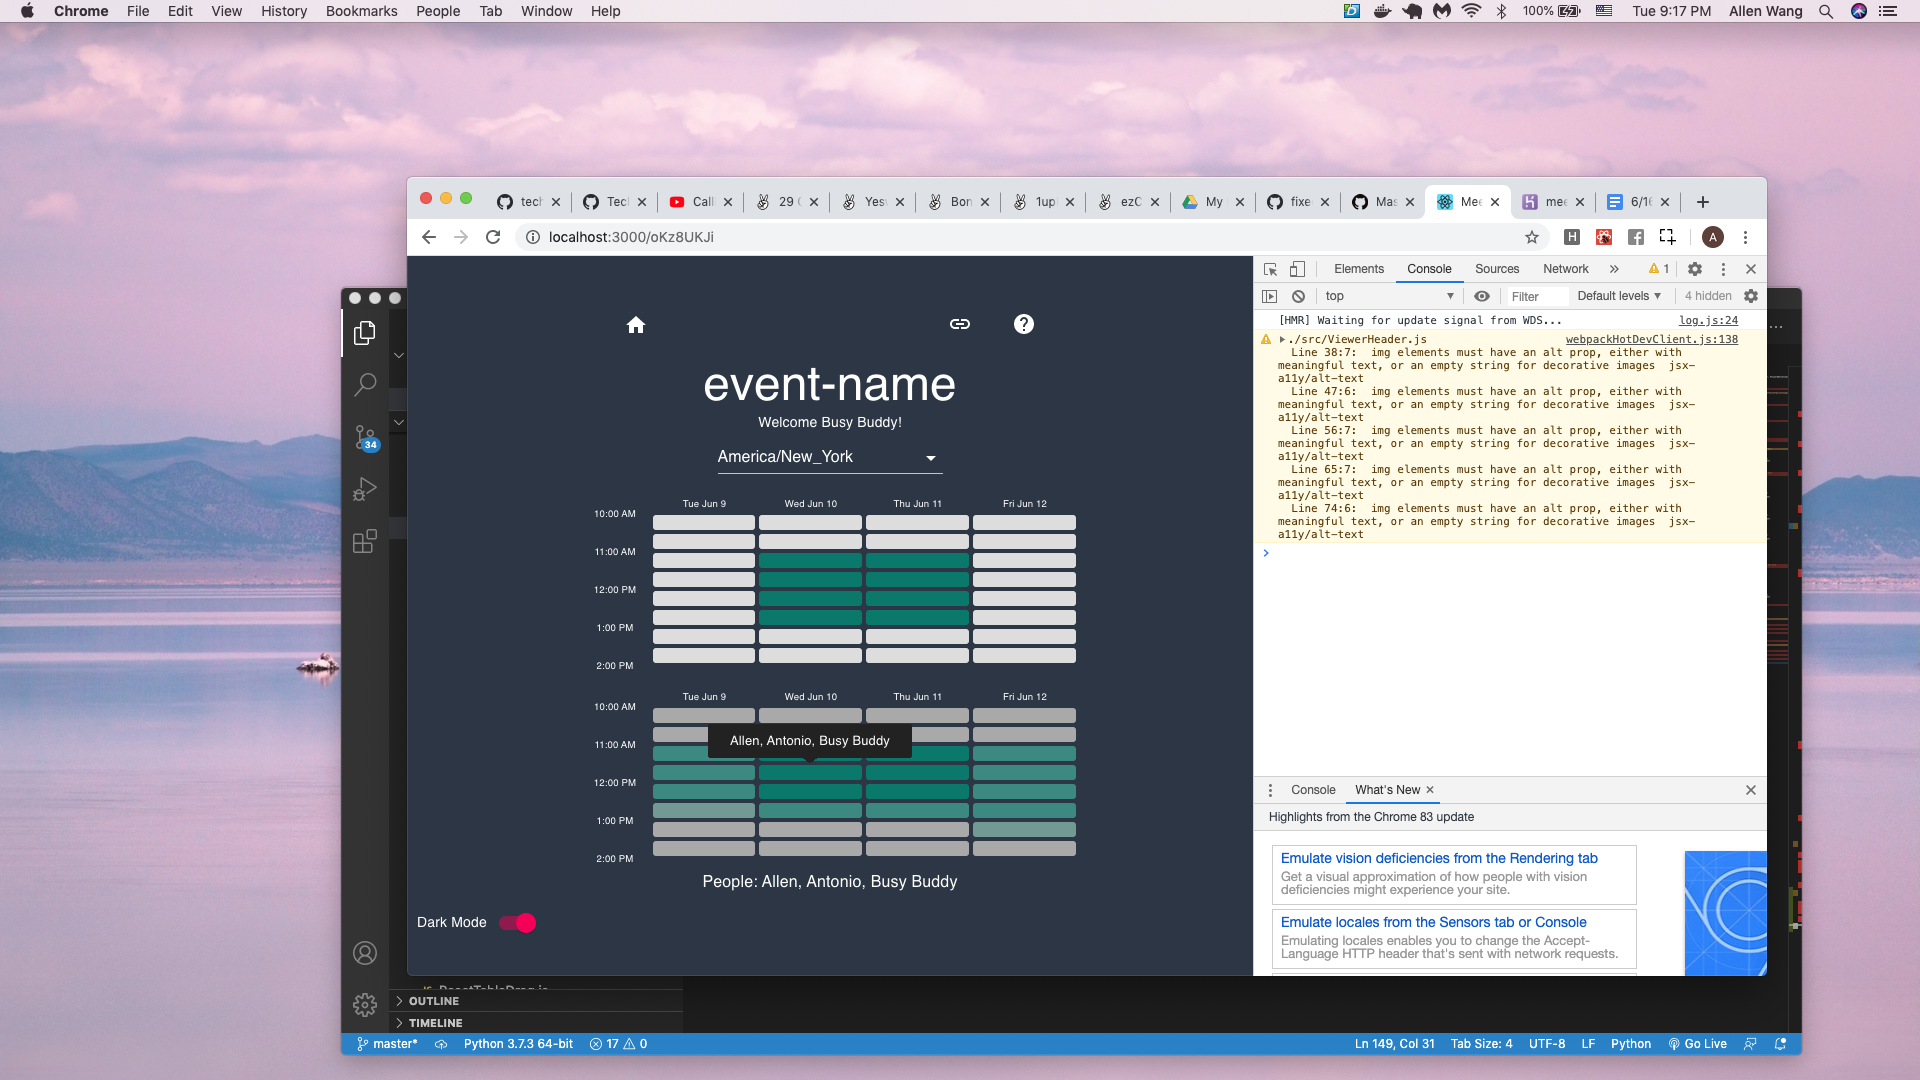 Chrome File Edit View History Bookmarks People Tab Window Help 100% Tue 9:17 PM Allen Wang
tech Tecl Call 29 ( Yes Bon 1up ezC My fixe Mas Mee mee 6/1
localhost:3000/oKz8UKJi A
Elements Console Sources Network 1
top Filter Default levels 4 hidden
[HMR] Waiting for update signal from WDS... log.js:24
./src/ViewerHeader.js webpackHotDevClient.js:138
Line 38:7: img elements must have an alt prop, either with
meaningful text, or an empty string for decorative images jsx-
a11y/alt-text
Line 47:6: img elements must have an alt prop, either with
meaningful text, or an empty string for decorative images jsx-
a11y/alt-text
Line 56:7: img elements must have an alt prop, either with
meaningful text, or an empty string for decorative images jsx-
a11y/alt-text
Line 65:7: img elements must have an alt prop, either with
meaningful text, or an empty string for decorative images jsx-
a11y/alt-text
Line 74:6: img elements must have an alt prop, either with
meaningful text, or an empty string for decorative images jsx-
a11y/alt-text
event-name
Welcome Busy Buddy!
America/New_York
Tue Jun 9 Wed Jun 10 Thu Jun 11 Fri Jun 12
10:00 AM
11:00 AM
12:00 PM
1:00 PM
2:00 PM
Tue Jun 9 Wed Jun 10 Thu Jun 11 Fri Jun 12
10:00 AM
Allen, Antonio, Busy Buddy
11:00 AM
12:00 PM
1:00 PM
2:00 PM
People: Allen, Antonio, Busy Buddy
Dark Mode
Console What's New
Highlights from the Chrome 83 update
Emulate vision deficiencies from the Rendering tab
Get a visual approximation of how people with vision
deficiencies might experience your site.
Emulate locales from the Sensors tab or Console
Emulating locales enables you to change the Accept-
Language HTTP header that's sent with network requests.
34
OUTLINE
TIMELINE
master* Python 3.7.3 64-bit 17 0 Ln 149, Col 31 Tab Size: 4 UTF-8 LF Python Go Live